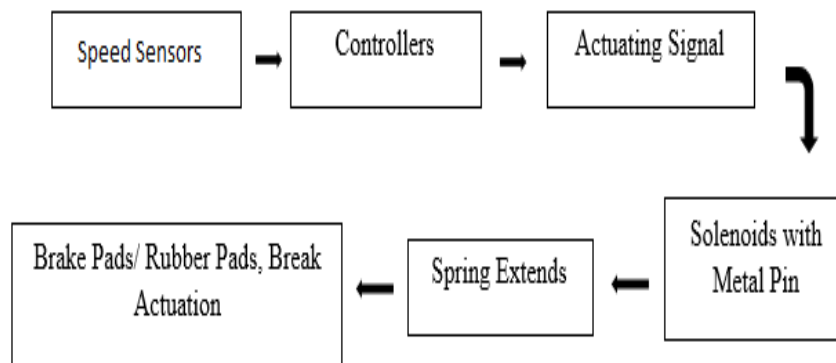 Speed Sensors
Controllers
Actuating Signal
Solenoids with
Metal Pin
Spring Extends
Brake Pads/ Rubber Pads, Break
Actuation